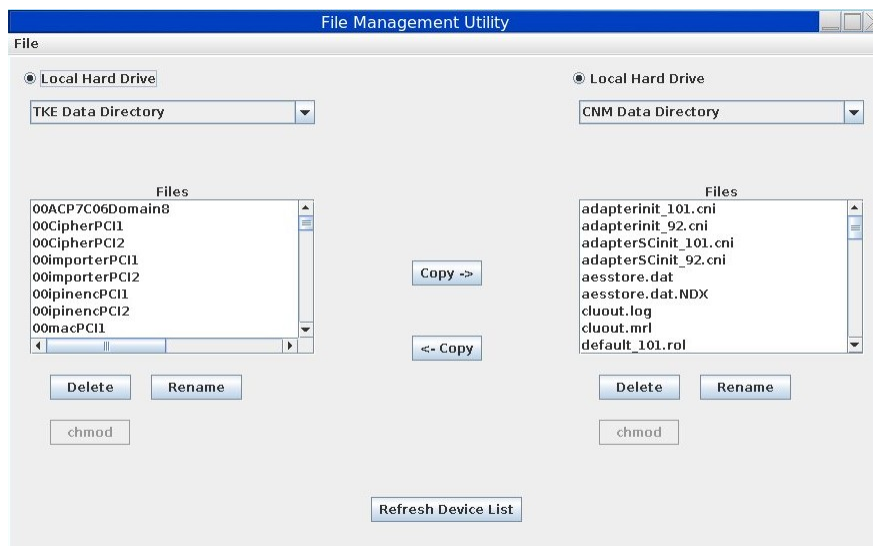 File Management Utility
File
Local Hard Drive
TKE Data Directory
Files
00ACP7C06Domain8
00CipherPCI1
00CipherPCI2
00importerPCI1
00importerPCI2
00ipinencPCI1
00ipinencPCI2
00macPCI1
Delete
Rename
chmod
Copy ->
<- Copy
Local Hard Drive
CNM Data Directory
Files
adapterinit_101.cni
adapterinit_92.cni
adapterSCinit_101.cni
adapterSCinit_92.cni
aesstore.dat
aesstore.dat.NDX
cluout.log
cluout.mrl
default_101.rol
Delete
Rename
chmod
Refresh Device List